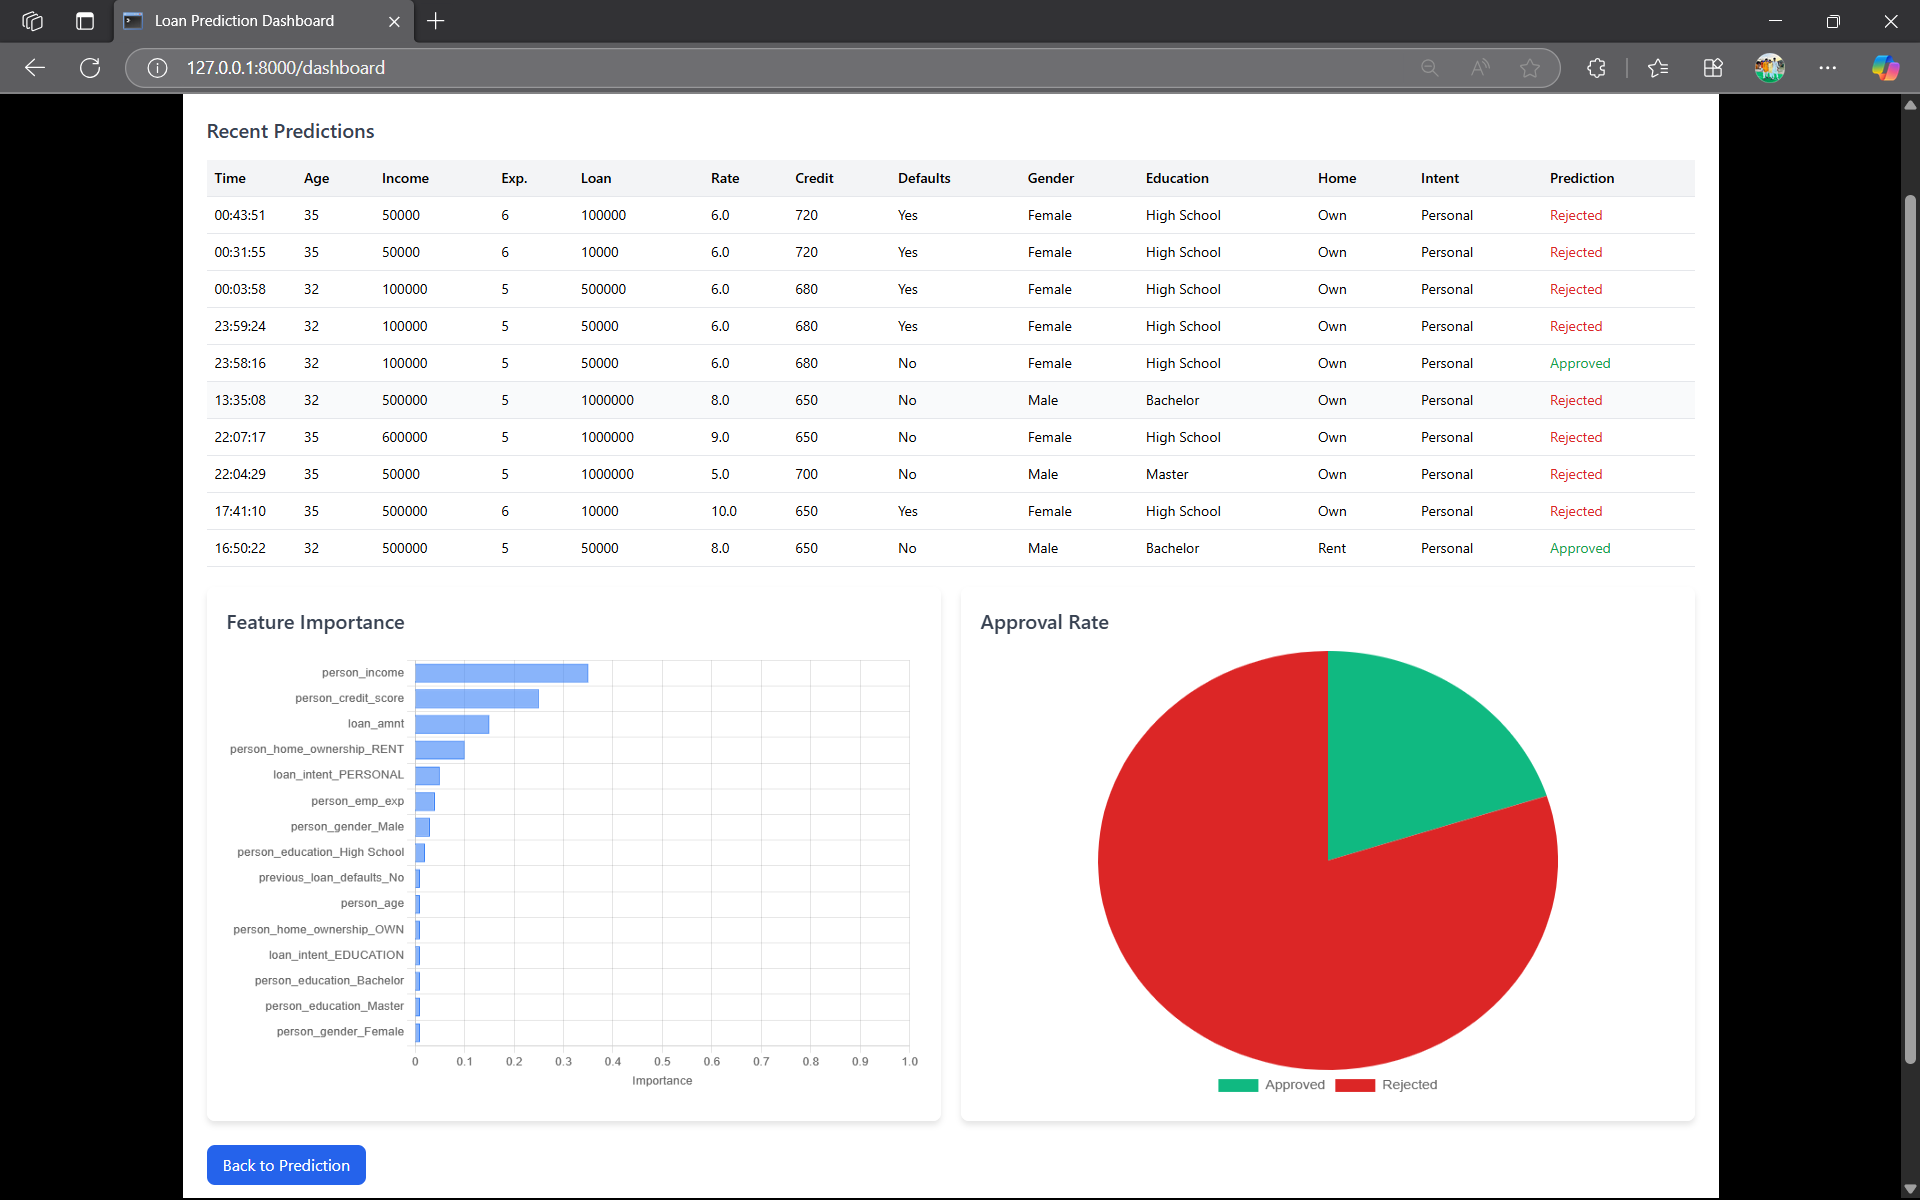 Loan Prediction Dashboard
127.0.0.1:8000/dashboard
Recent Predictions
Time Age Income Exp. Loan Rate Credit Defaults Gender Education Home Intent Prediction
00:43:51 35 50000 6 100000 6.0 720 Yes Female High School Own Personal Rejected
00:31:55 35 50000 6 10000 6.0 720 Yes Female High School Own Personal Rejected
00:03:58 32 100000 5 500000 6.0 680 Yes Female High School Own Personal Rejected
23:59:24 32 100000 5 50000 6.0 680 Yes Female High School Own Personal Rejected
23:58:16 32 100000 5 50000 6.0 680 No Female High School Own Personal Approved
13:35:08 32 500000 5 1000000 8.0 650 No Male Bachelor Own Personal Rejected
22:07:17 35 600000 5 1000000 9.0 650 No Female High School Own Personal Rejected
22:04:29 35 50000 5 1000000 5.0 700 No Male Master Own Personal Rejected
17:41:10 35 500000 6 10000 10.0 650 Yes Female High School Own Personal Rejected
16:50:22 32 500000 5 50000 8.0 650 No Male Bachelor Rent Personal Approved
Feature Importance
person_income
person_credit_score
loan_amnt
person_home_ownership_RENT
loan_intent_PERSONAL
person_emp_exp
person_gender_Male
person_education_High School
previous_loan_defaults_No
person_age
person_home_ownership_OWN
loan_intent_EDUCATION
person_education_Bachelor
person_education_Master
person_gender_Female
0 0.1 0.2 0.3 0.4 0.5 0.6 0.7 0.8 0.9 1.0
Importance
Approval Rate
Approved Rejected
Back to Prediction